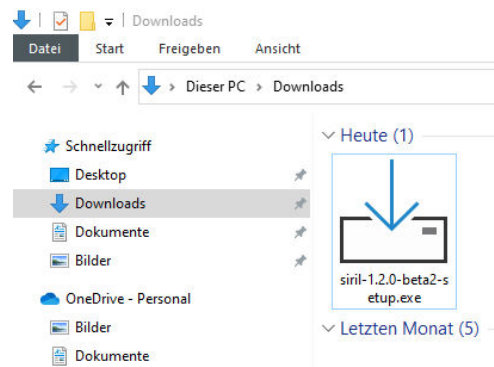 Downloads
Datei Start Freigeben Ansicht
Dieser PC > Downloads
Schnellzugriff
Desktop
Downloads
Dokumente
Bilder
OneDrive - Personal
Bilder
Dokumente
Heute (1)
siril-1.2.0-beta2-s
etup.exe
Letzten Monat (5)